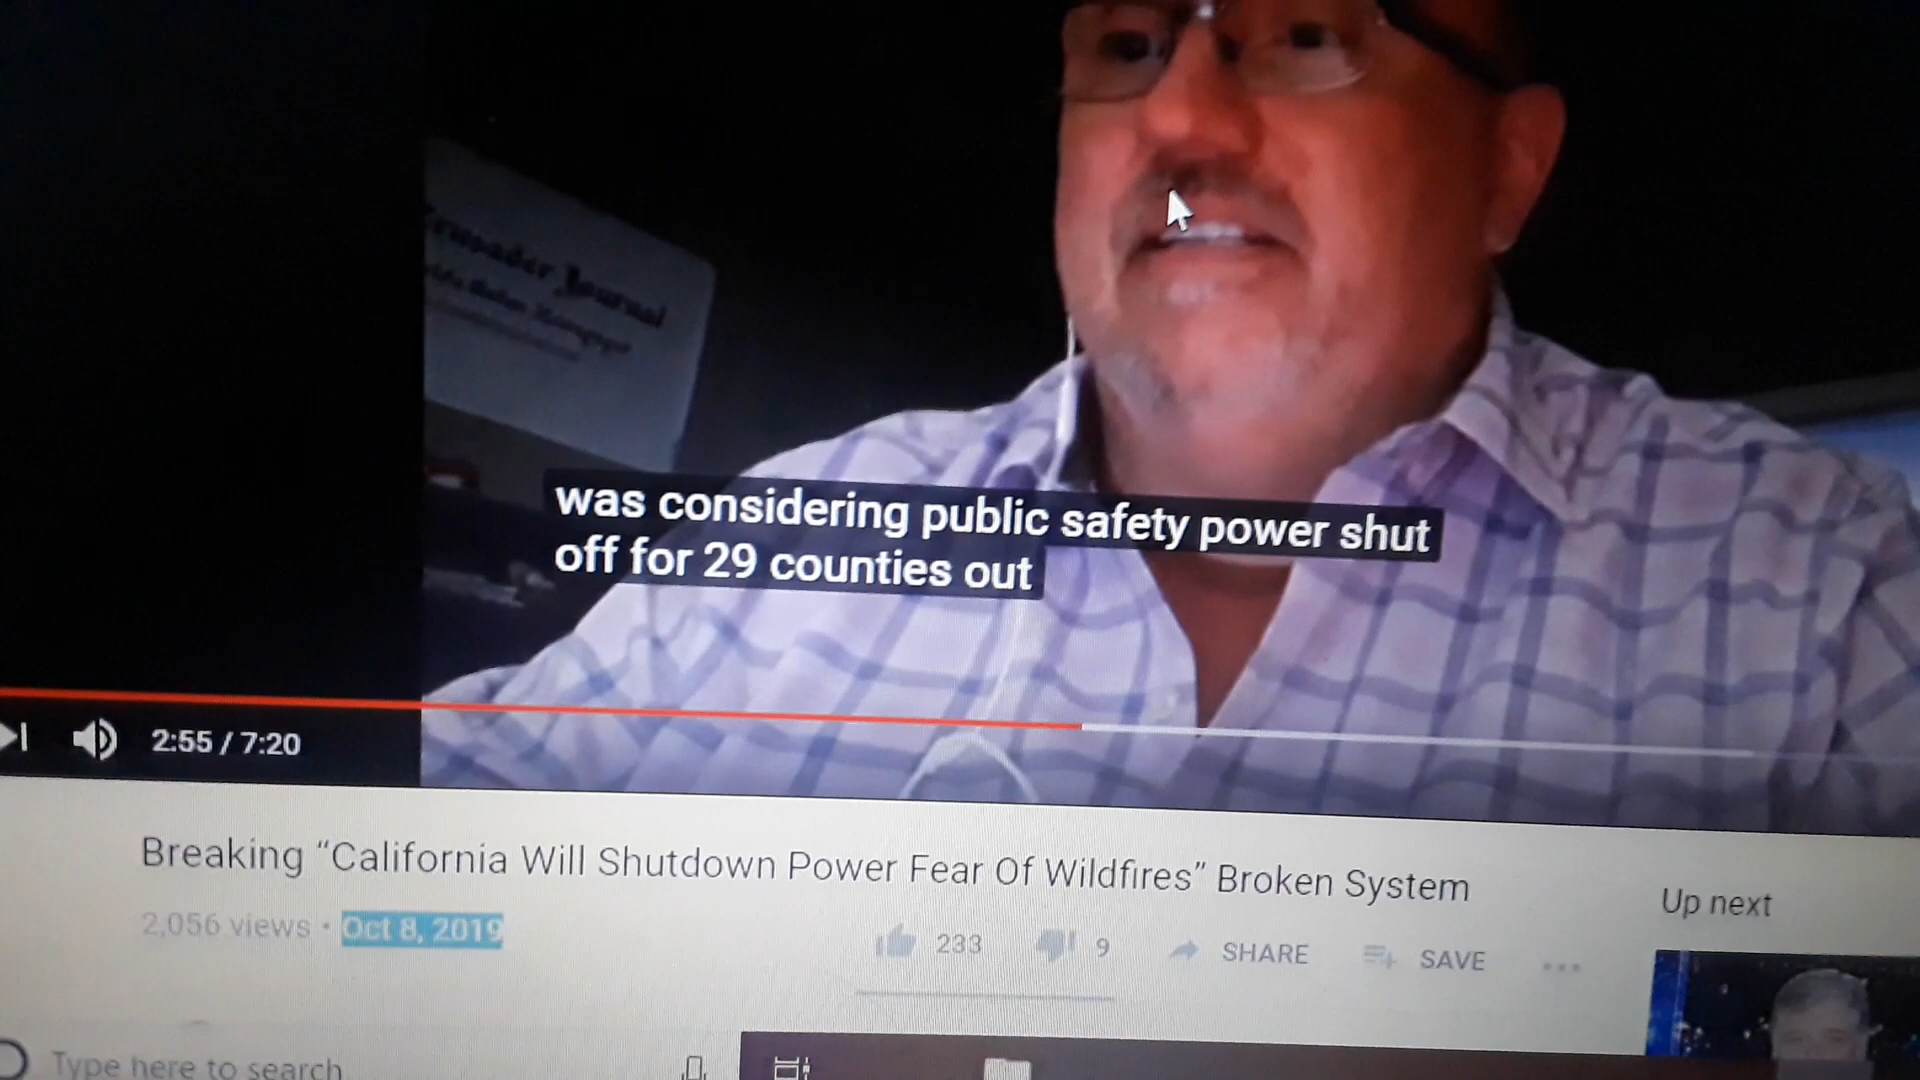 Crusader Journal
was considering public safety power shut
off for 29 counties out
2:55 / 7:20
Breaking “California Will Shutdown Power Fear Of Wildfires” Broken System
2,056 views • Oct 8, 2019
233
9
SHARE
SAVE
Up next
Type here to search